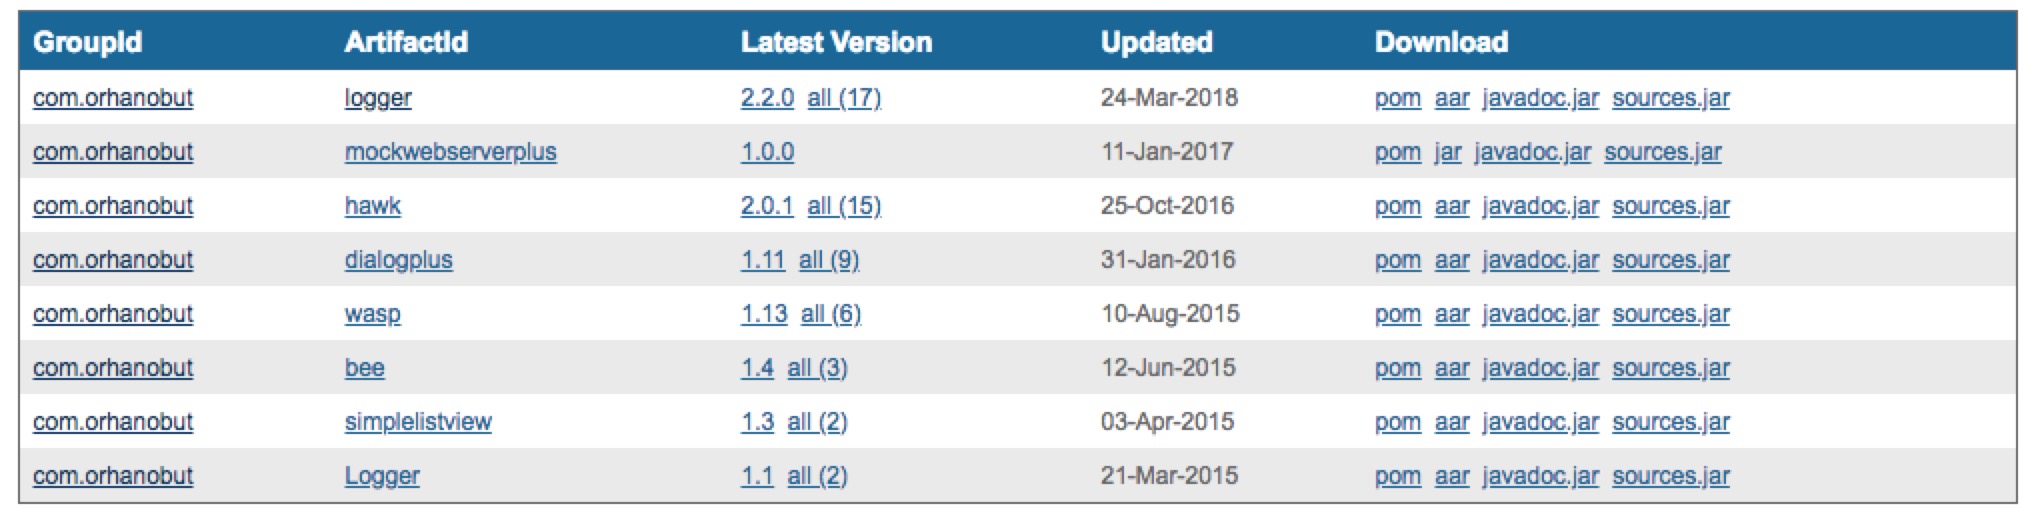 GroupId ArtifactId Latest Version Updated Download
com.orhanobut logger 2.2.0 all (17) 24-Mar-2018 pom aar javadoc.jar sources.jar
com.orhanobut mockwebserverplus 1.0.0 11-Jan-2017 pom jar javadoc.jar sources.jar
com.orhanobut hawk 2.0.1 all (15) 25-Oct-2016 pom aar javadoc.jar sources.jar
com.orhanobut dialogplus 1.11 all (9) 31-Jan-2016 pom aar javadoc.jar sources.jar
com.orhanobut wasp 1.13 all (6) 10-Aug-2015 pom aar javadoc.jar sources.jar
com.orhanobut bee 1.4 all (3) 12-Jun-2015 pom aar javadoc.jar sources.jar
com.orhanobut simplelistview 1.3 all (2) 03-Apr-2015 pom aar javadoc.jar sources.jar
com.orhanobut Logger 1.1 all (2) 21-Mar-2015 pom aar javadoc.jar sources.jar